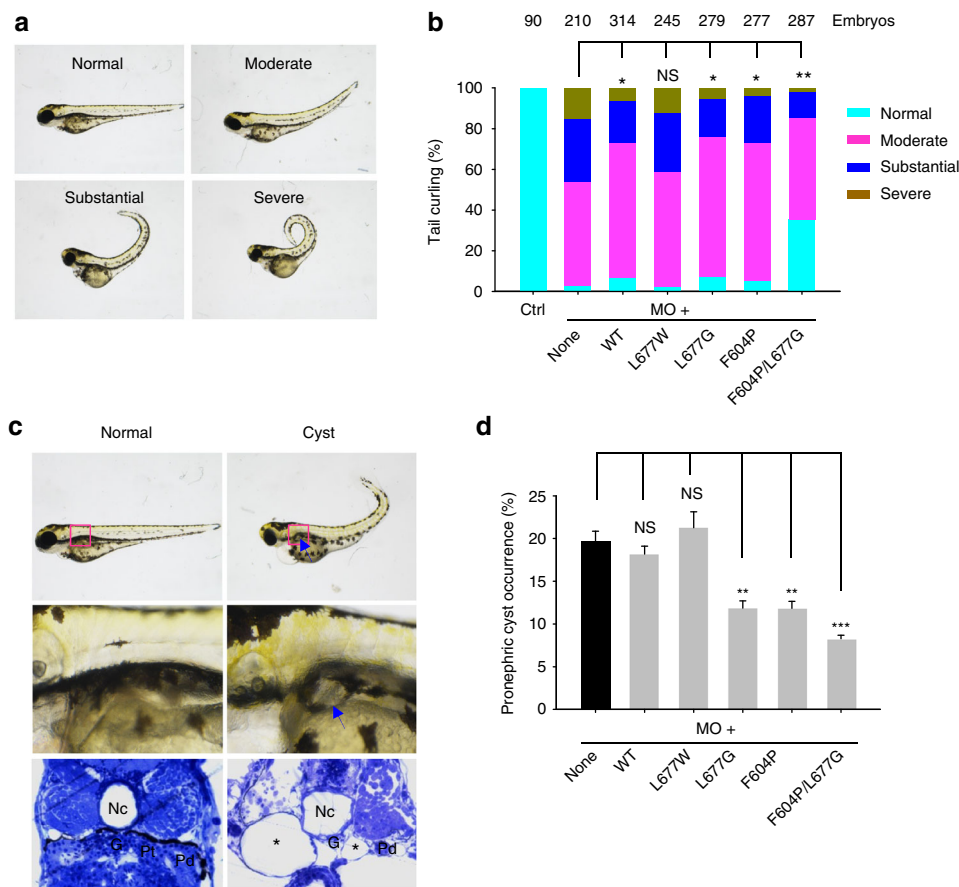 a
Normal
Moderate
Substantial
Severe
b
90 210 314 245 279 277 287 Embryos
* NS * * **
100
80
60
40
20
0
Tail curling (%)
Normal
Moderate
Substantial
Severe
Ctrl
MO +
None
WT
L677W
L677G
F604P
F604P/L677G
c
Normal
Cyst
Nc
G
Pt
Pd
Nc
*
G
*
Pd
d
NS
NS
**
**
***
25
20
15
10
5
0
Pronephric cyst occurrence (%)
MO +
None
WT
L677W
L677G
F604P
F604P/L677G